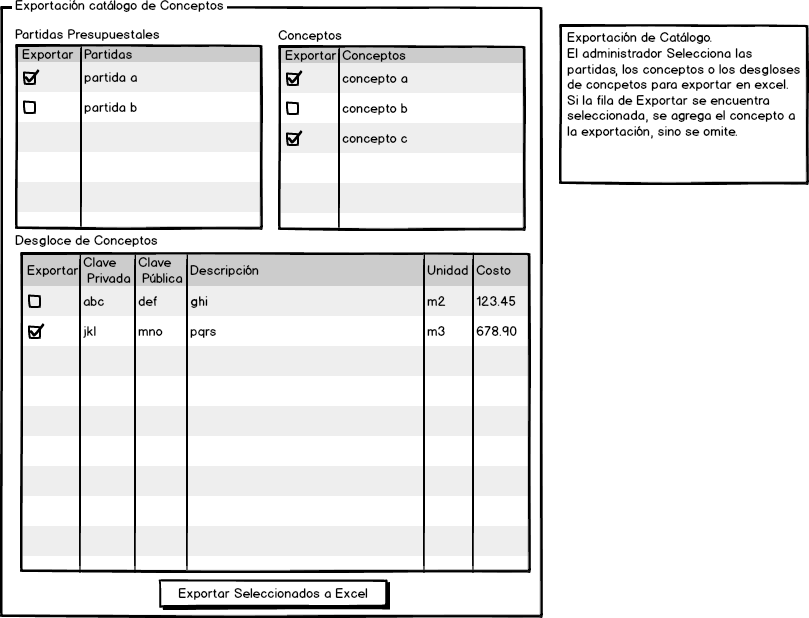 Exportación catálogo de Conceptos
Partidas Presupuestales
Exportar Partidas
partida a
partida b
Conceptos
Exportar Conceptos
concepto a
concepto b
concepto c
Desgloce de Conceptos
Exportar Clave Privada Clave Pública Descripción Unidad Costo
abc def ghi m2 123.45
jkl mno pqrs m3 678.90
Exportar Seleccionados a Excel
Exportación de Catálogo.
El administrador Selecciona las
partidas, los conceptos o los desgloses
de concpetos para exportar en excel.
Si la fila de Exportar se encuentra
seleccionada, se agrega el concepto a
la exportación, sino se omite.